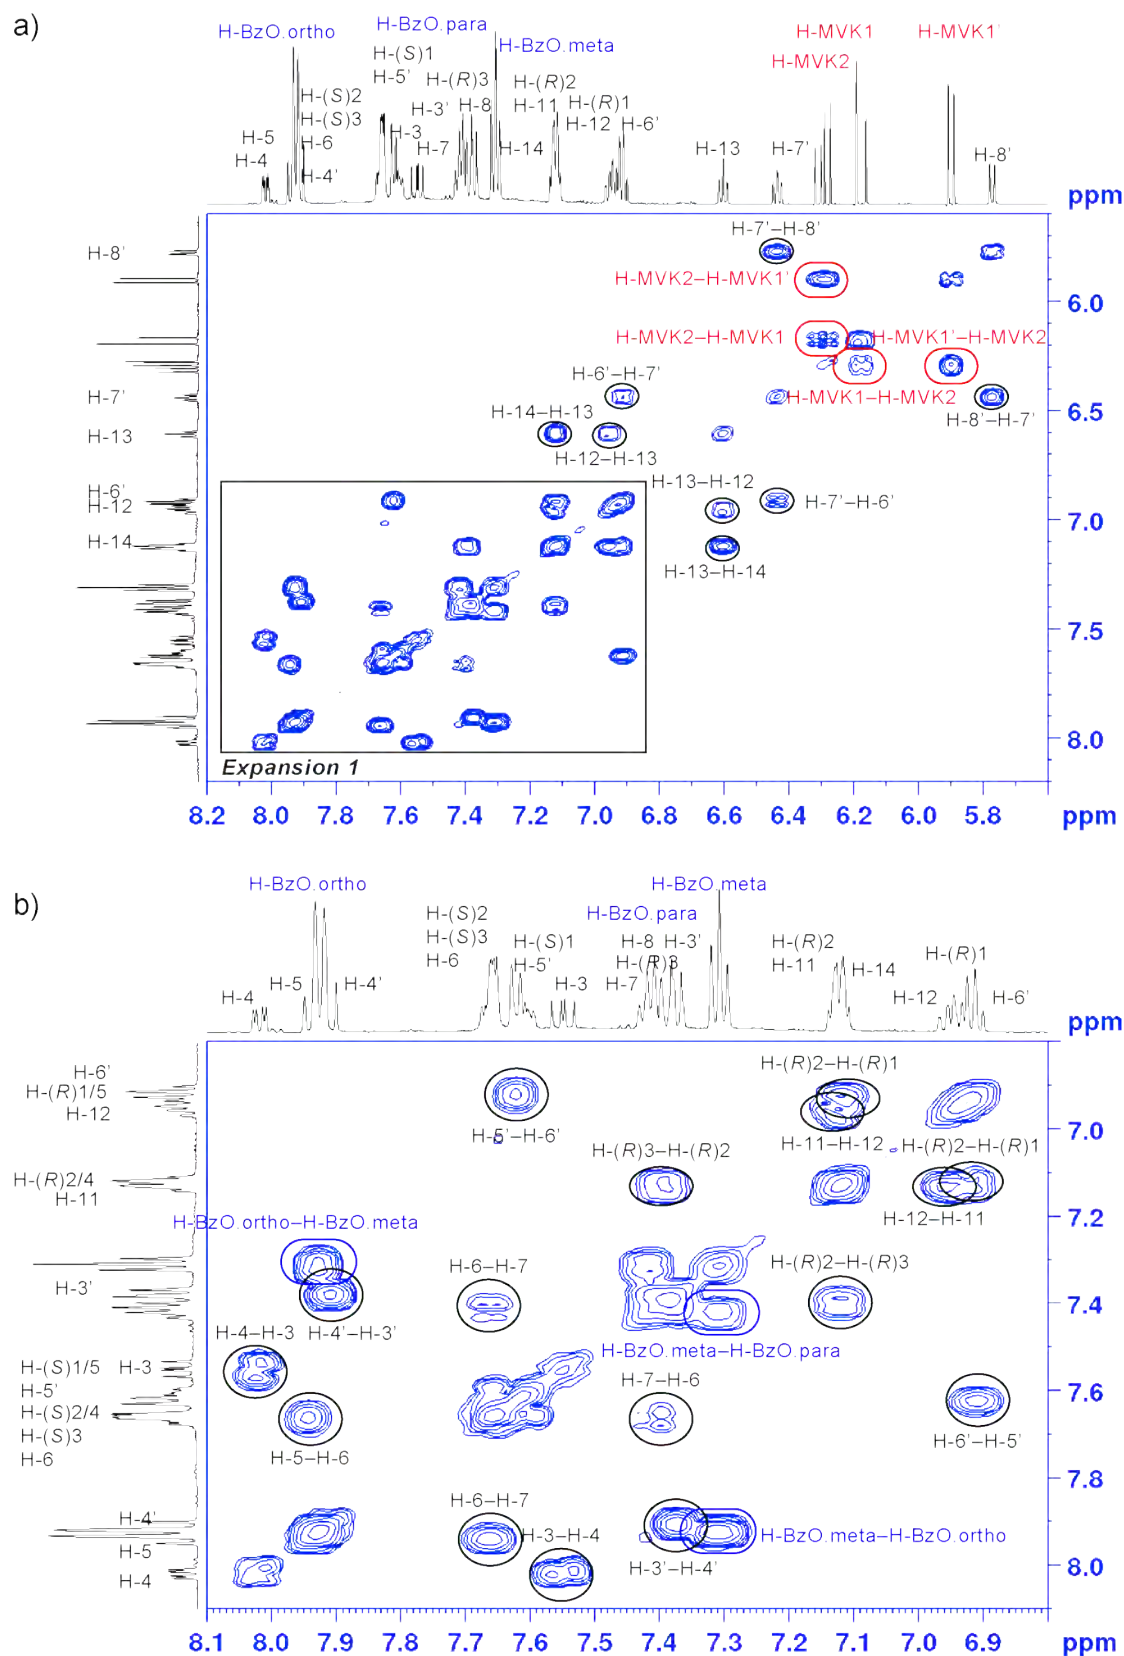 a)
H-BzO.ortho
H-BzO.para
H-BzO.meta
H-MVK1
H-MVK1'
H-MVK2
H-(S)1
H-5'
H-(S)2
H-(S)3
H-6
H-4'
H-5
H-4
H-3'
H-3
H-7
H-(R)3
H-8
H-14
H-(R)2
H-11
H-(R)1
H-12
H-6'
H-13
H-7'
H-8'
ppm
H-8'
H-7'
H-13
H-6'
H-12
H-14
H-7'–H-8'
H-MVK2–H-MVK1'
H-MVK2–H-MVK1
H-MVK1'–H-MVK2
H-6'–H-7'
H-MVK1–H-MVK2
H-14–H-13
H-8'–H-7'
H-12–H-13
H-13–H-12
H-7'–H-6'
H-13–H-14
Expansion 1
6.0
6.5
7.0
7.5
8.0
8.2 8.0 7.8 7.6 7.4 7.2 7.0 6.8 6.6 6.4 6.2 6.0 5.8 ppm
b)
H-BzO.ortho
H-BzO.meta
H-BzO.para
H-(S)2
H-(S)3
H-6
H-(S)1
H-5'
H-4
H-5
H-4'
H-3
H-7
H-8
H-3'
H-(R)3
H-(R)2
H-11
H-14
H-(R)1
H-12
H-6'
ppm
H-6'
H-(R)1/5
H-12
H-(R)2/4
H-11
H-3'
H-(S)1/5 H-3
H-5'
H-(S)2/4
H-(S)3
H-6
H-4'
H-5
H-4
H-(R)2–H-(R)1
H-5'–H-6'
H-11–H-12
H-(R)3–H-(R)2
H-(R)2–H-(R)1
H-12–H-11
H-BzO.ortho–H-BzO.meta
H-6–H-7
H-(R)2–H-(R)3
H-4–H-3
H-4'–H-3'
H-BzO.meta–H-BzO.para
H-7–H-6
H-5–H-6
H-6'–H-5'
H-6–H-7
H-3–H-4
H-BzO.meta–H-BzO.ortho
H-3'–H-4'
7.0
7.2
7.4
7.6
7.8
8.0
8.1 8.0 7.9 7.8 7.7 7.6 7.5 7.4 7.3 7.2 7.1 7.0 6.9 ppm